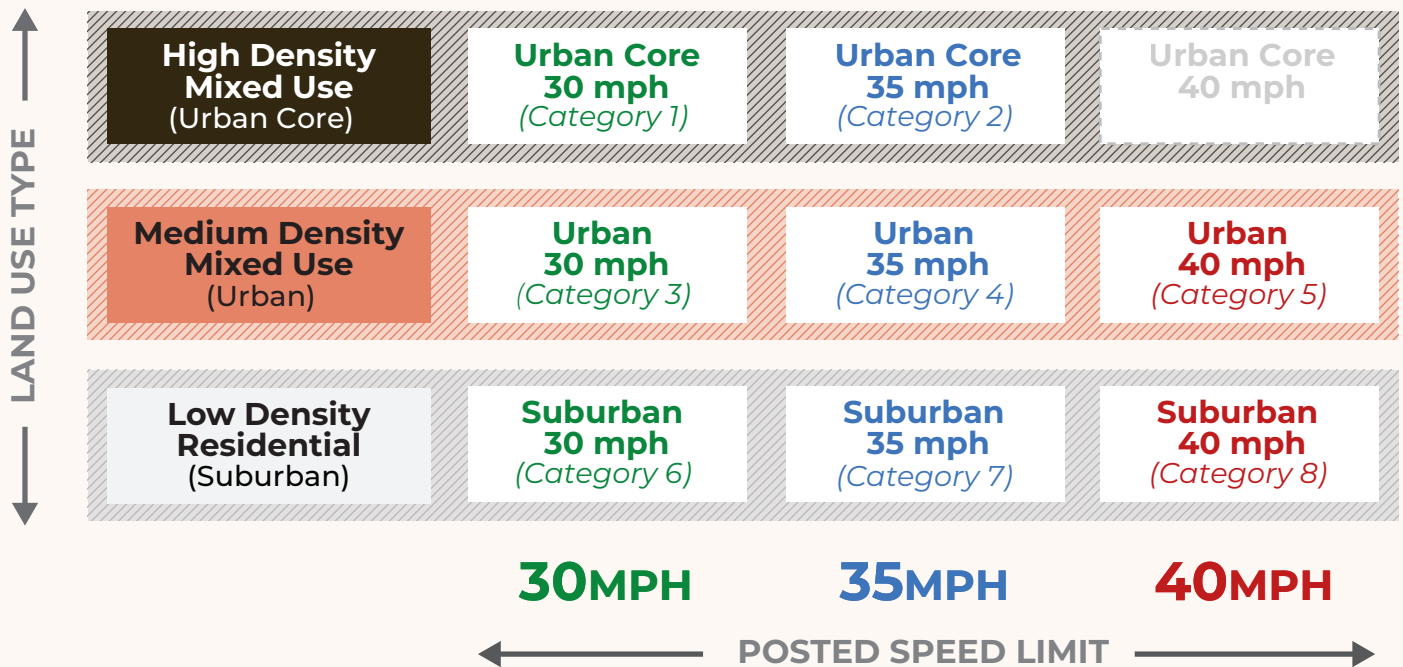 LAND USE TYPE
High Density
Mixed Use
(Urban Core)
Urban Core
30 mph
(Category 1)
Urban Core
35 mph
(Category 2)
Urban Core
40 mph
Medium Density
Mixed Use
(Urban)
Urban
30 mph
(Category 3)
Urban
35 mph
(Category 4)
Urban
40 mph
(Category 5)
Low Density
Residential
(Suburban)
Suburban
30 mph
(Category 6)
Suburban
35 mph
(Category 7)
Suburban
40 mph
(Category 8)
30MPH
35MPH
40MPH
POSTED SPEED LIMIT